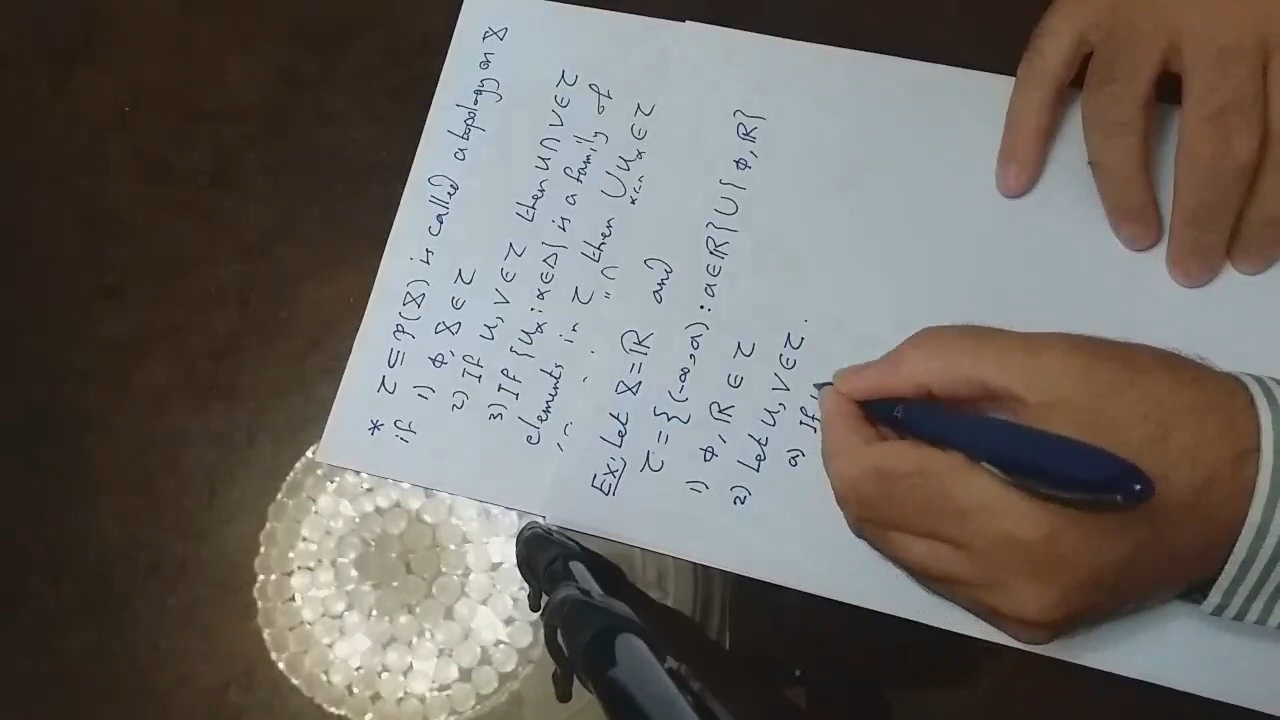 * τ ⊆ P(X) is called a topology on X
if 1) φ, X ∈ τ
2) If U, V ∈ τ then U ∩ V ∈ τ
3) If {Uα : α ∈ Δ} is a family of
elements in τ then ∪ Uα ∈ τ
α∈Δ
Ex: Let X = ℝ and
τ = {(-∞, a) : a ∈ ℝ} ∪ {φ, ℝ}
1) φ, ℝ ∈ τ
2) Let U, V ∈ τ.
a) If